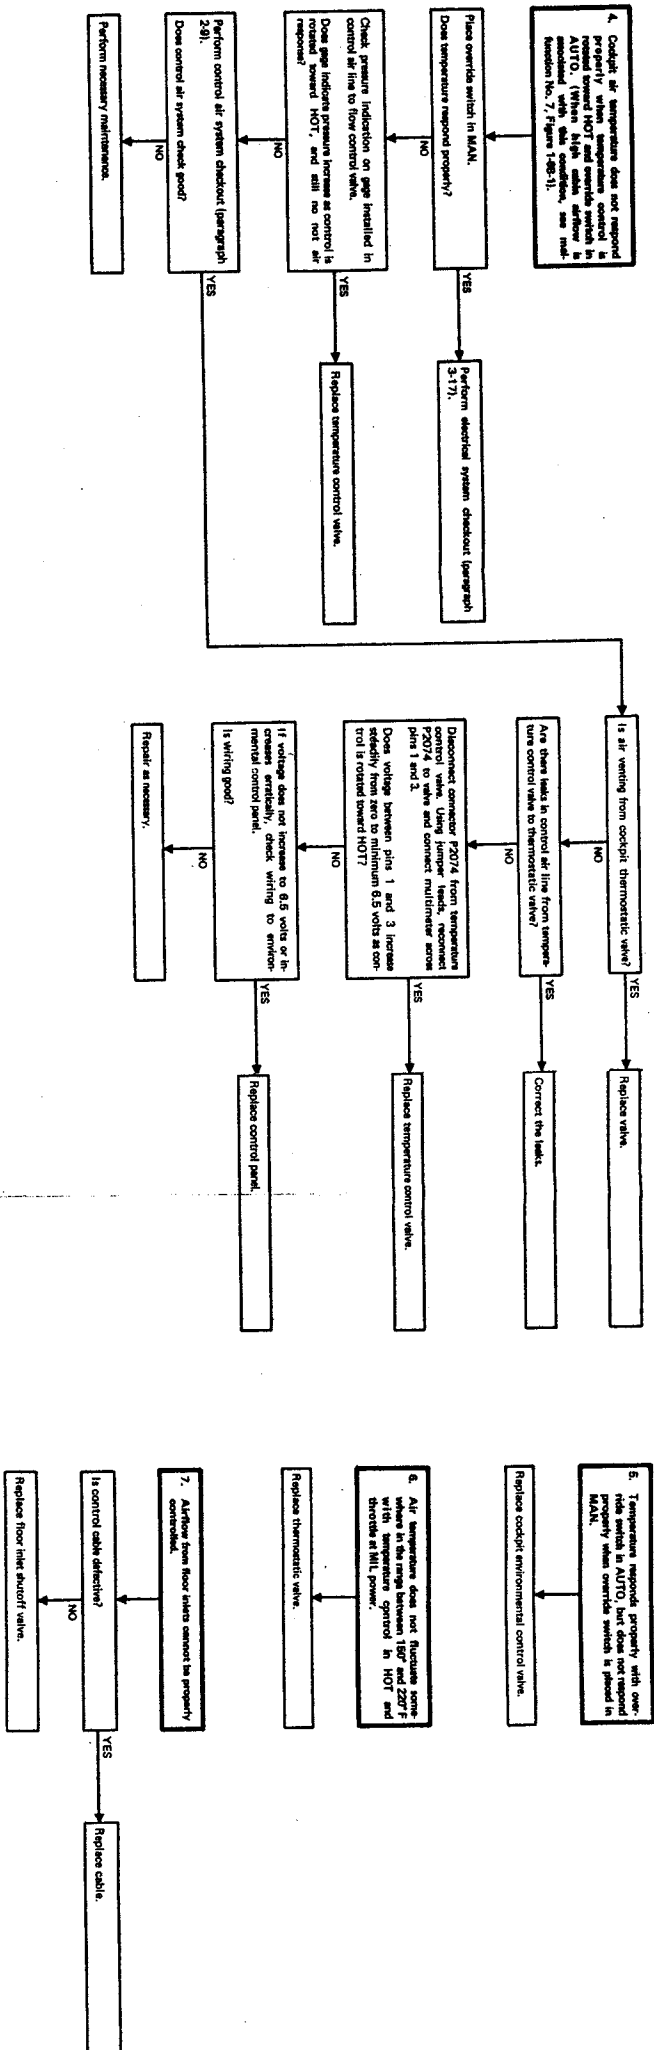 4. Cockpit air temperature does not respond
properly when temperature control is
rotated toward HOT and override switch in
AUTO. (When high cabin airflow is
associated with this condition, see mal-
function No. 7, Figure 1-6B-1).
Place override switch in MAN.
Does temperature respond properly?
YES
Perform electrical system checkout (paragraph
3-17).
NO
Check pressure indication on gage installed in
control air line to flow control valve.
Does gage indicate pressure increase as control is
rotated toward HOT, and still no hot air
response?
YES
Replace temperature control valve.
NO
Perform control air system checkout (paragraph
2-9).
Does control air system check good?
YES
NO
Perform necessary maintenance.
Is air venting from cockpit thermostatic valve?
YES
Replace valve.
NO
Are there leaks in control air line from tempera-
ture control valve to thermostatic valve?
YES
Correct the leaks.
NO
Disconnect connector P2074 from temperature
control valve. Using jumper leads, reconnect
P2074 to valve and connect multimeter across
pins 1 and 3.
Does voltage between pins 1 and 3 increase
steadily from zero to minimum 6.5 volts as con-
trol is rotated toward HOT?
YES
Replace temperature control valve.
NO
If voltage does not increase to 6.5 volts or in-
creases erratically, check wiring to environ-
mental control panel.
Is wiring good?
YES
Replace control panel.
NO
Repair as necessary.
5. Temperature responds properly with over-
ride switch in AUTO, but does not respond
properly when override switch is placed in
MAN.
Replace cockpit environmental control valve.
6. Air temperature does not fluctuate some-
where in the range between 150° and 220°F
with temperature control in HOT and
throttle at MIL power.
Replace thermostatic valve.
7. Airflow from floor inlets cannot be properly
controlled.
Is control cable defective?
YES
Replace cable.
NO
Replace floor inlet shutoff valve.